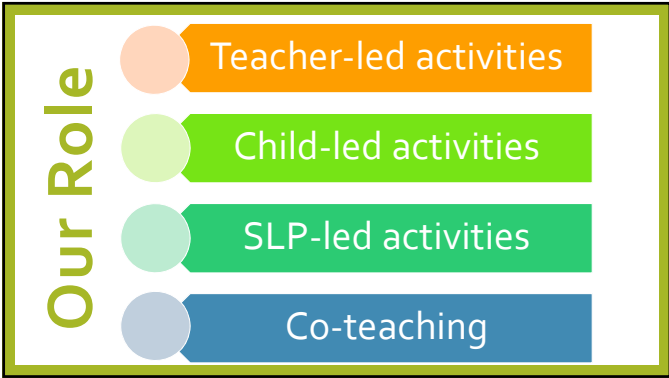 Our Role
Teacher-led activities
Child-led activities
SLP-led activities
Co-teaching